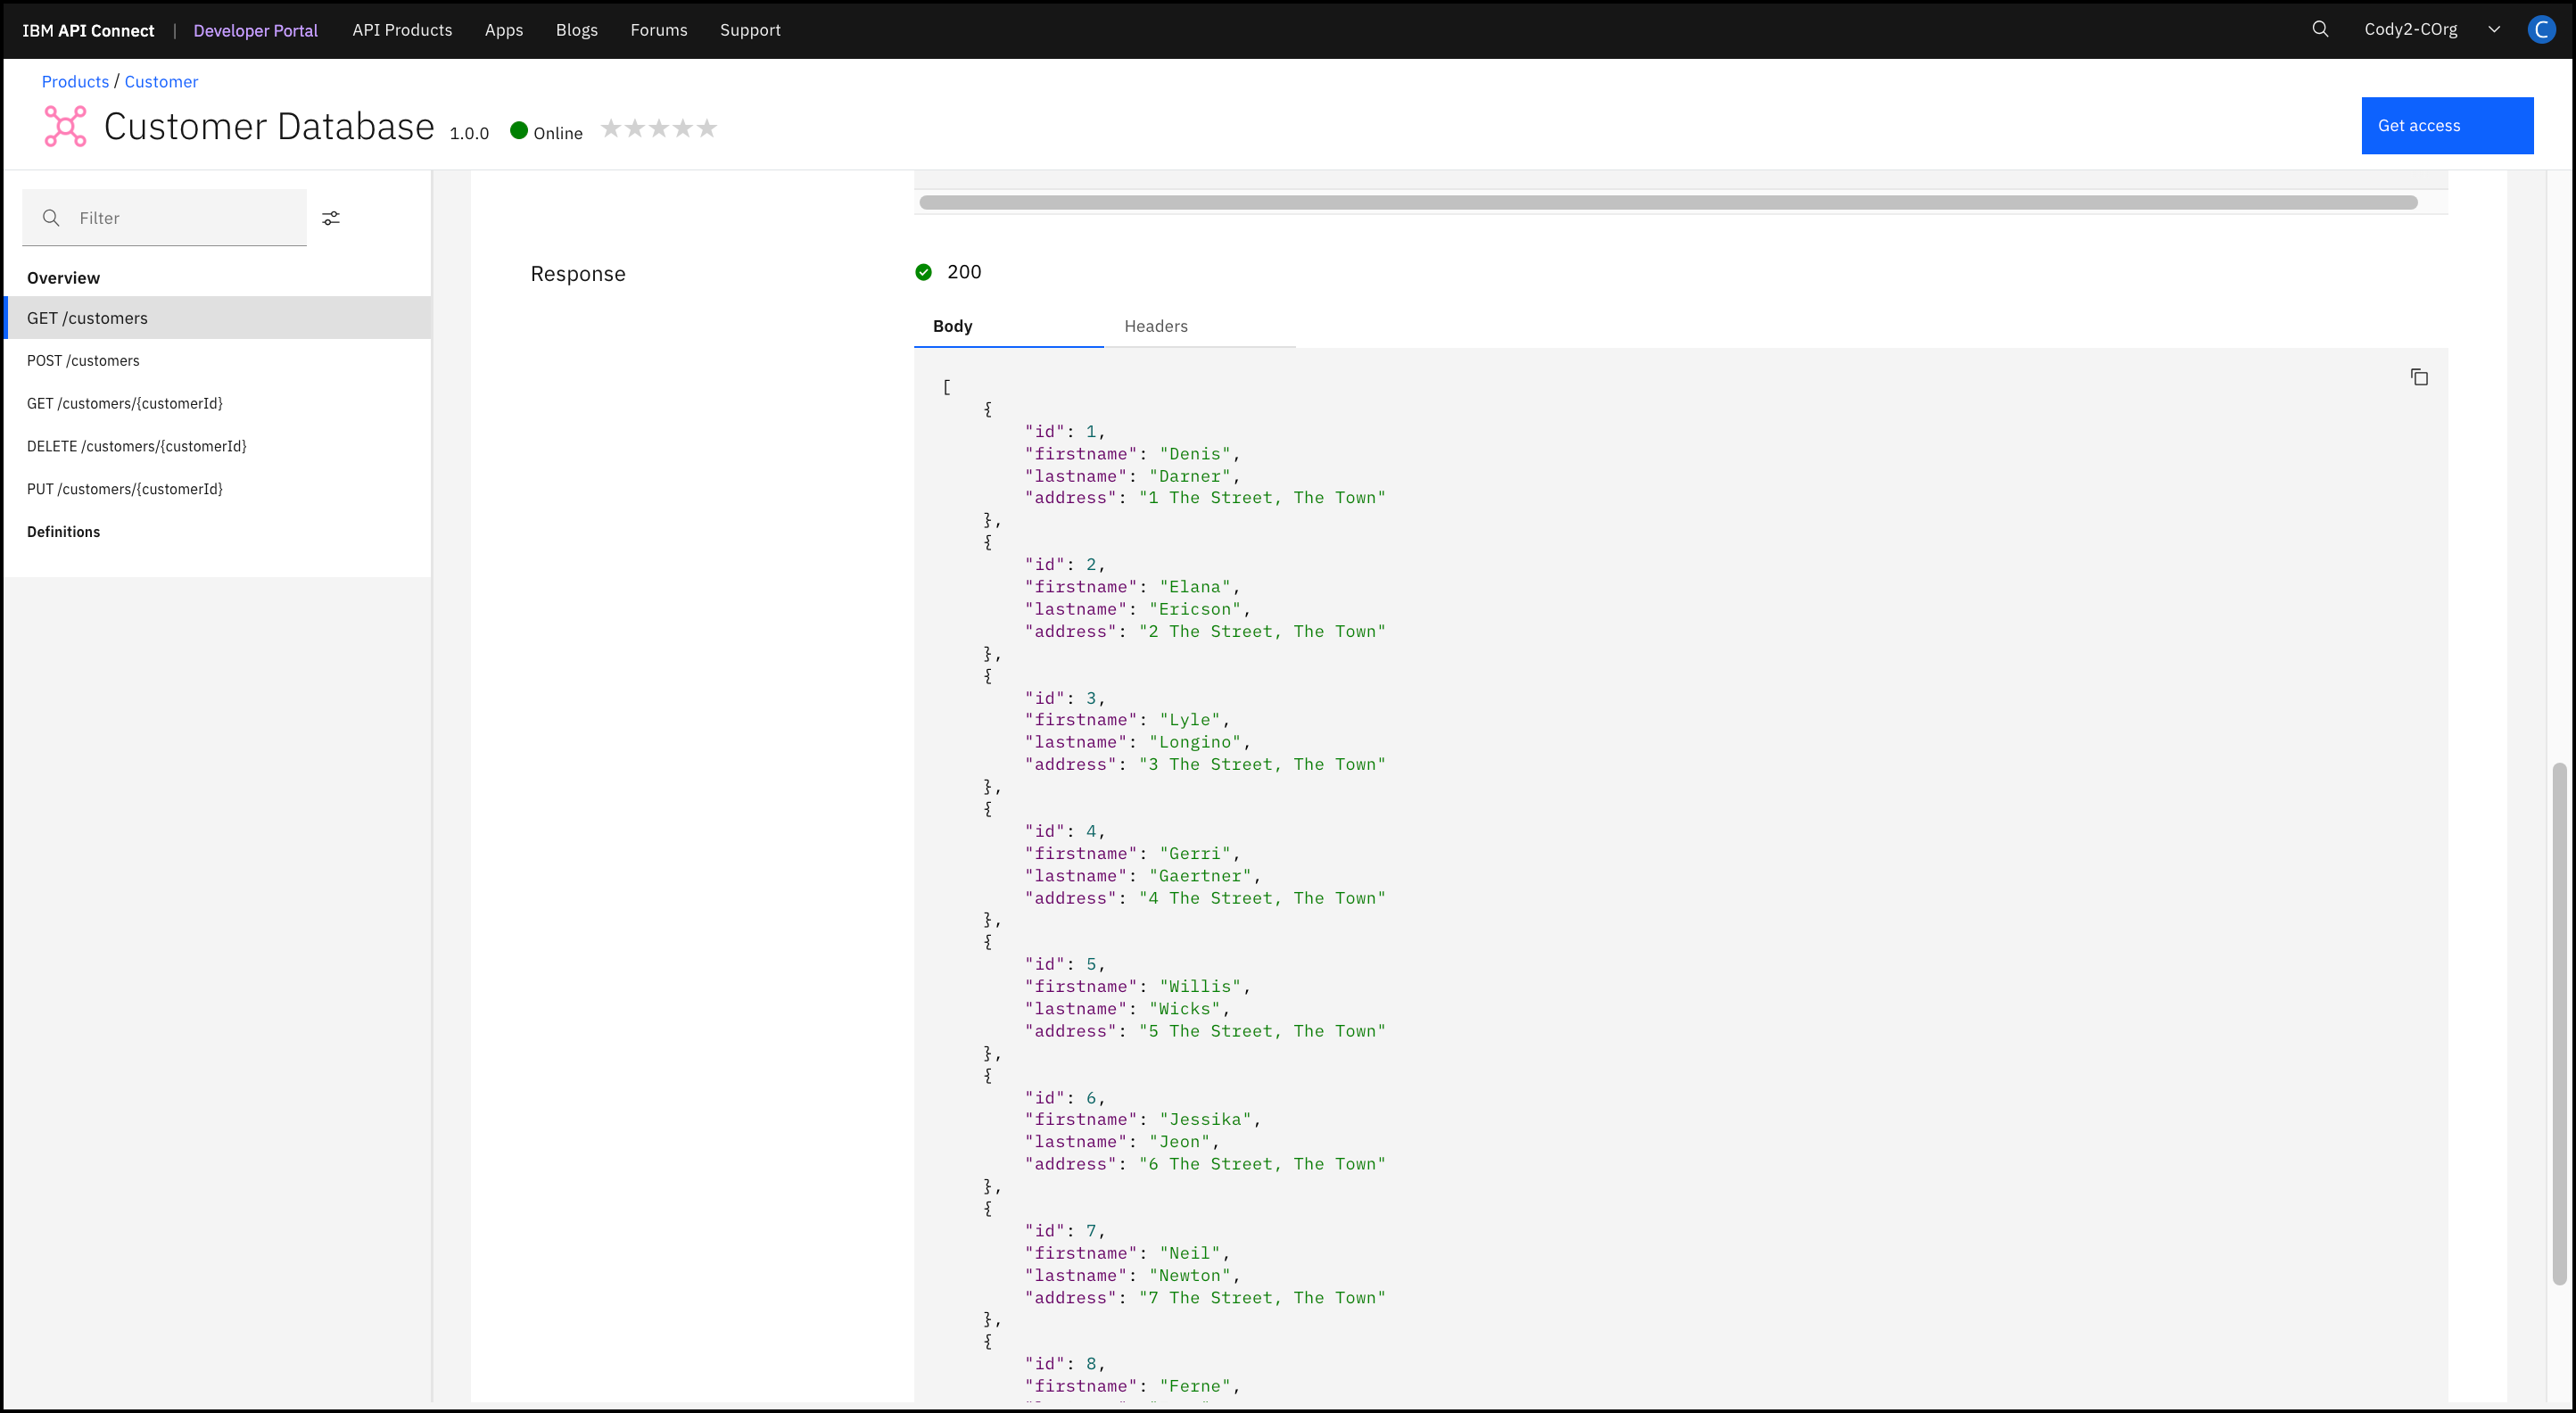 IBM API Connect | Developer Portal API Products Apps Blogs Forums Support Cody2-COrg C
Products / Customer
Customer Database 1.0.0 Online Get access
Filter
Overview
GET /customers
POST /customers
GET /customers/{customerId}
DELETE /customers/{customerId}
PUT /customers/{customerId}
Definitions
Response
200
Body Headers
[
{
"id": 1,
"firstname": "Denis",
"lastname": "Darner",
"address": "1 The Street, The Town"
},
{
"id": 2,
"firstname": "Elana",
"lastname": "Ericson",
"address": "2 The Street, The Town"
},
{
"id": 3,
"firstname": "Lyle",
"lastname": "Longino",
"address": "3 The Street, The Town"
},
{
"id": 4,
"firstname": "Gerri",
"lastname": "Gaertner",
"address": "4 The Street, The Town"
},
{
"id": 5,
"firstname": "Willis",
"lastname": "Wicks",
"address": "5 The Street, The Town"
},
{
"id": 6,
"firstname": "Jessika",
"lastname": "Jeon",
"address": "6 The Street, The Town"
},
{
"id": 7,
"firstname": "Neil",
"lastname": "Newton",
"address": "7 The Street, The Town"
},
{
"id": 8,
"firstname": "Ferne",